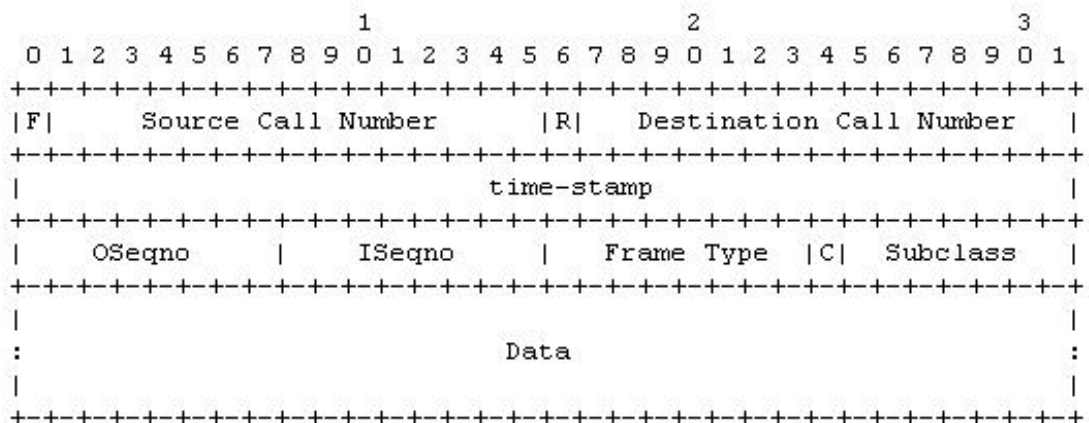 1                   2                   3
 0 1 2 3 4 5 6 7 8 9 0 1 2 3 4 5 6 7 8 9 0 1 2 3 4 5 6 7 8 9 0 1
+-+-+-+-+-+-+-+-+-+-+-+-+-+-+-+-+-+-+-+-+-+-+-+-+-+-+-+-+-+-+-+-+
|F|     Source Call Number      |R|   Destination Call Number   |
+-+-+-+-+-+-+-+-+-+-+-+-+-+-+-+-+-+-+-+-+-+-+-+-+-+-+-+-+-+-+-+-+
|                            time-stamp                         |
+-+-+-+-+-+-+-+-+-+-+-+-+-+-+-+-+-+-+-+-+-+-+-+-+-+-+-+-+-+-+-+-+
|    OSeqno     |    ISeqno     |   Frame Type  |C|  Subclass   |
+-+-+-+-+-+-+-+-+-+-+-+-+-+-+-+-+-+-+-+-+-+-+-+-+-+-+-+-+-+-+-+-+
|                                                               |
:                             Data                              :
|                                                               |
+-+-+-+-+-+-+-+-+-+-+-+-+-+-+-+-+-+-+-+-+-+-+-+-+-+-+-+-+-+-+-+-+